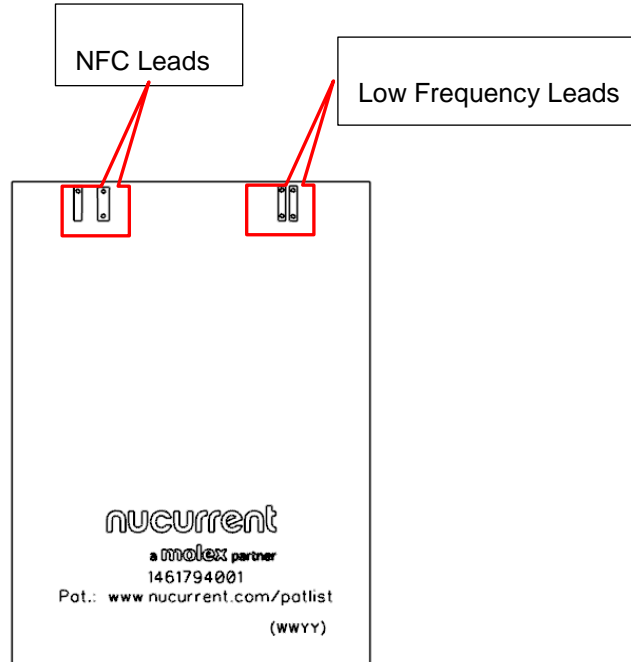 NFC Leads
Low Frequency Leads
nucurrent
a molex partner
1461794001
Pat.: www.nucurrent.com/patlist
(WWYY)